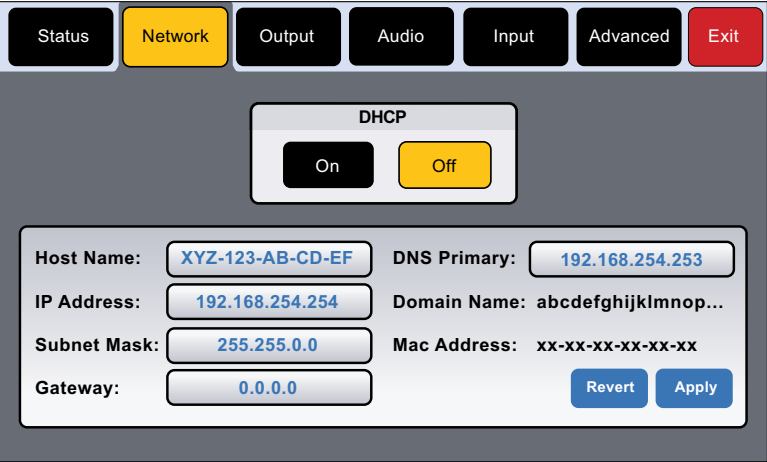 Status Network Output Audio Input Advanced Exit
DHCP
On Off
Host Name: XYZ-123-AB-CD-EF DNS Primary: 192.168.254.253
IP Address: 192.168.254.254 Domain Name: abcdefghijklmnop...
Subnet Mask: 255.255.0.0 Mac Address: xx-xx-xx-xx-xx-xx
Gateway: 0.0.0.0 Revert Apply